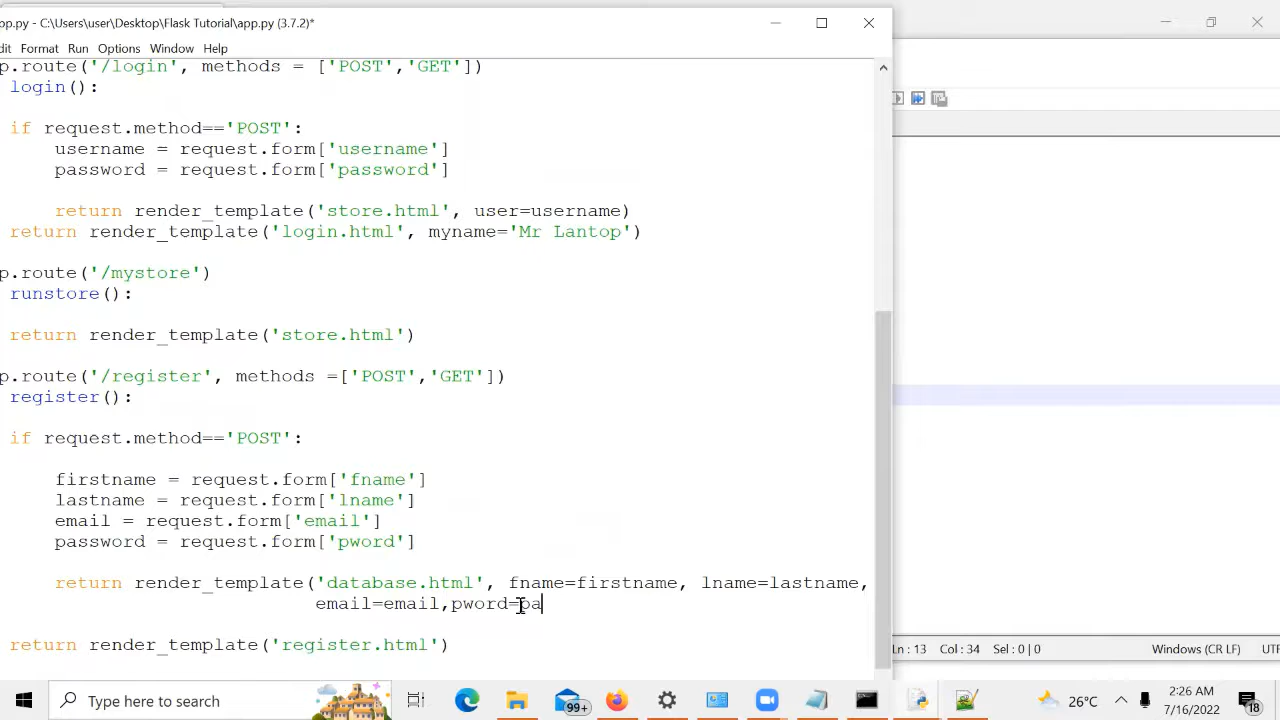 pp.py - C:\Users\user\Desktop\Flask Tutorial\app.py (3.7.2)*
dit Format Run Options Window Help
p.route('/login', methods = ['POST','GET'])
login():
if request.method=='POST':
username = request.form['username']
password = request.form['password']
return render_template('store.html', user=username)
return render_template('login.html', myname='Mr Lantop')
p.route('/mystore')
runstore():
return render_template('store.html')
p.route('/register', methods =['POST','GET'])
register():
if request.method=='POST':
firstname = request.form['fname']
lastname = request.form['lname']
email = request.form['email']
password = request.form['pword']
return render_template('database.html', fname=firstname, lname=lastname,
email=email,pword=pa
return render_template('register.html')
Ln : 13 Col : 34 Sel : 0 | 0 Windows (CR LF) UTF
Type here to search 99+ 26°C 2:26 AM
7/16/2022 18